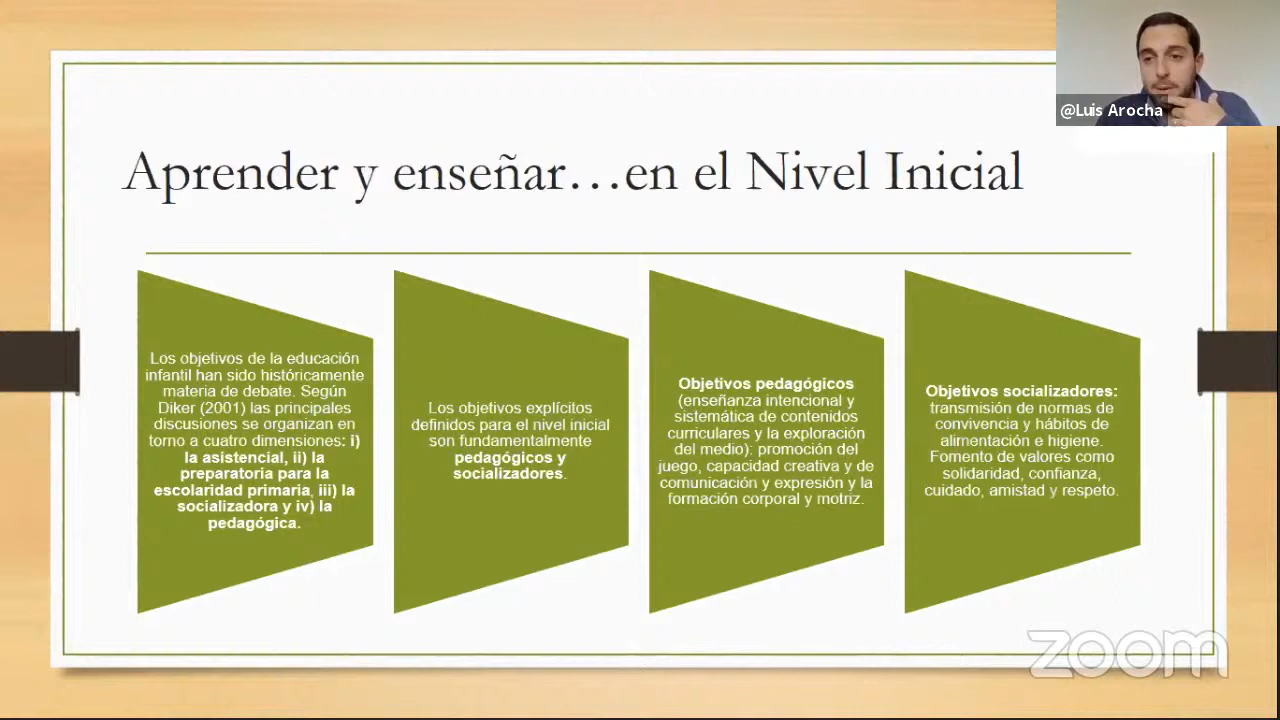 @Luis Arocha
Aprender y enseñar…en el Nivel Inicial
Los objetivos de la educación
infantil han sido históricamente
materia de debate. Según
Diker (2001) las principales
discusiones se organizan en
torno a cuatro dimensiones: i)
la asistencial, ii) la
preparatoria para la
escolaridad primaria, iii) la
socializadora y iv) la
pedagógica.
Los objetivos explícitos
definidos para el nivel inicial
son fundamentalmente
pedagógicos y
socializadores.
Objetivos pedagógicos
(enseñanza intencional y
sistemática de contenidos
curriculares y la exploración
del medio): promoción del
juego, capacidad creativa y de
comunicación y expresión y la
formación corporal y motriz.
Objetivos socializadores:
transmisión de normas de
convivencia y hábitos de
alimentación e higiene.
Fomento de valores como
solidaridad, confianza,
cuidado, amistad y respeto.
zoom